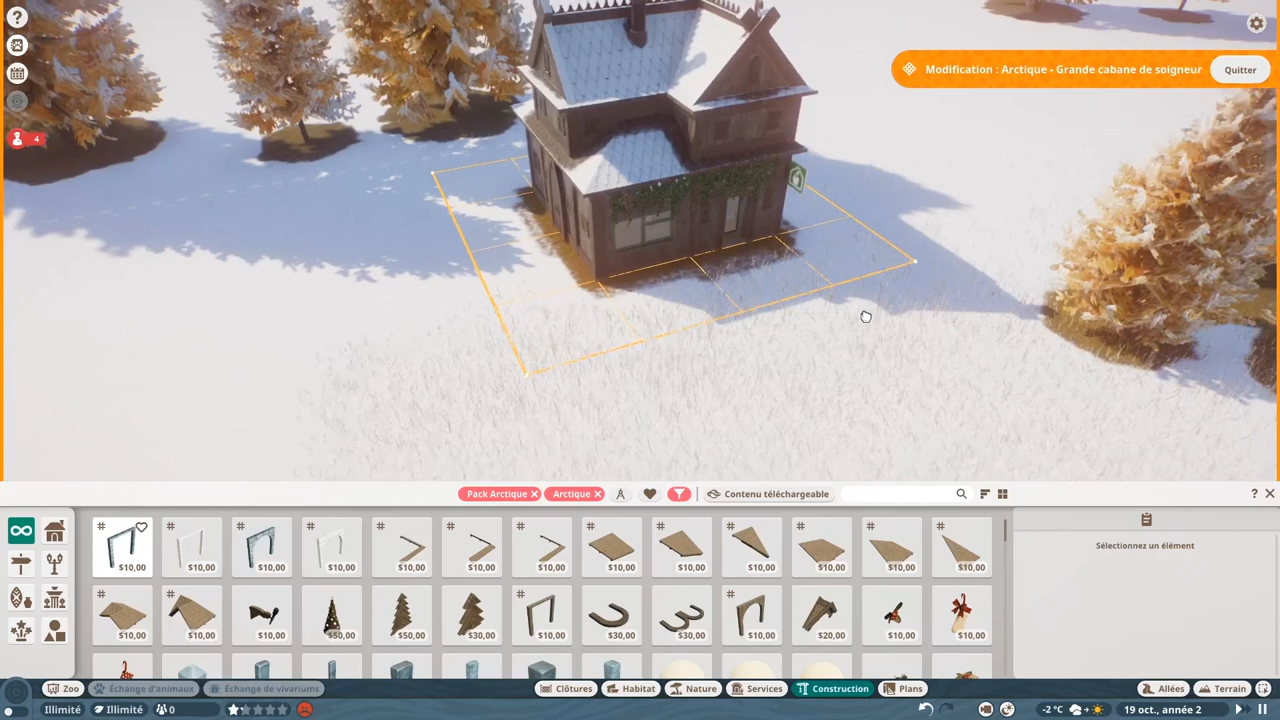 ?
Modification : Arctique - Grande cabane de soigneur
Quitter
4
Pack Arctique ✕
Arctique ✕
Contenu téléchargeable
? ✕
# $10,00
# $10,00
# $10,00
# $10,00
# $10,00
# $10,00
# $10,00
# $10,00
# $10,00
# $10,00
# $10,00
# $10,00
# $10,00
Sélectionnez un élément
# $10,00
# $10,00
$10,00
$50,00
$50,00
$30,00
# $10,00
$30,00
$30,00
# $10,00
$20,00
$10,00
$10,00
Zoo
Échange d'animaux
Échange de vivariums
Clôtures
Habitat
Nature
Services
Construction
Plans
Allées
Terrain
Illimité
Illimité
0
-2 °C
19 oct., année 2